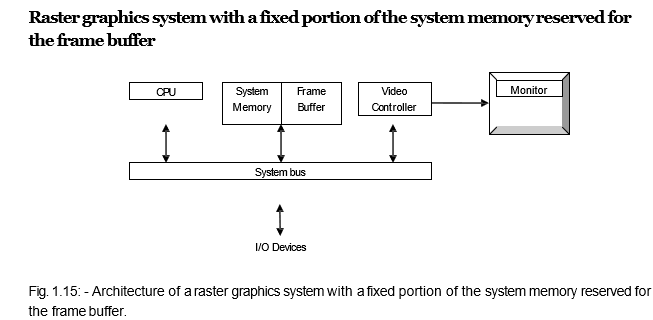 Raster graphics system with a fixed portion of the system memory reserved for
the frame buffer
CPU
System
Memory
Frame
Buffer
Video
Controller
Monitor
System bus
I/O Devices
Fig. 1.15: - Architecture of a raster graphics system with a fixed portion of the system memory reserved for
the frame buffer.